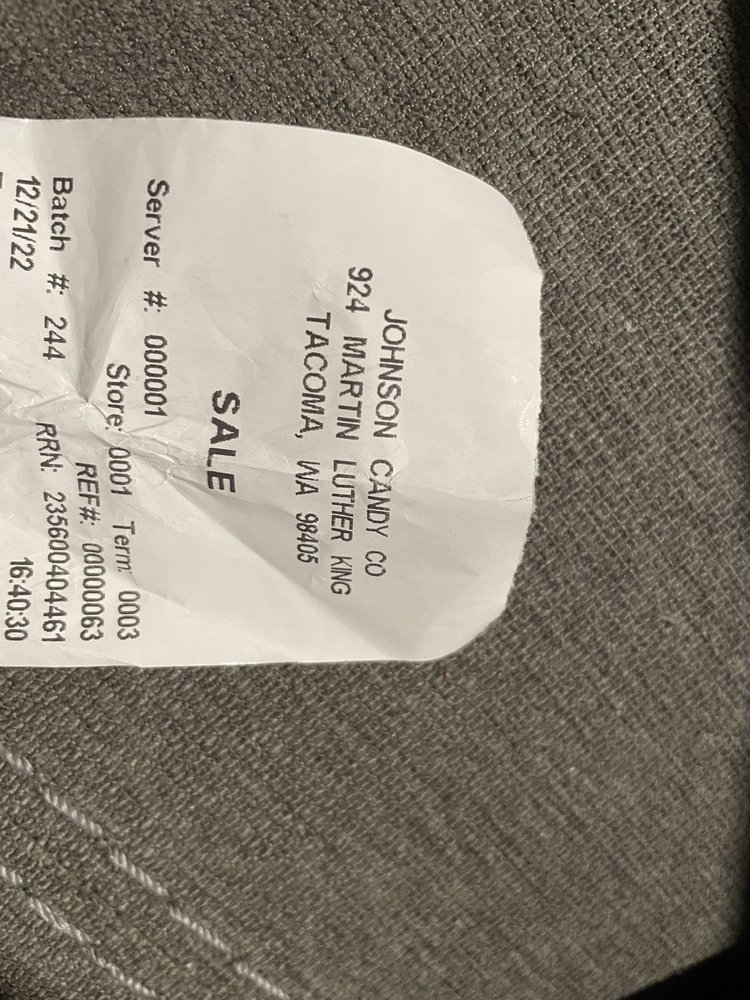 JOHNSON CANDY CO
924 MARTIN LUTHER KING
TACOMA, WA 98405
SALE
Server #: 000001
Store: 0001 Term: 0003
REF#: 00000063
Batch #: 244 RRN: 235600404461
12/21/22 16:40:30